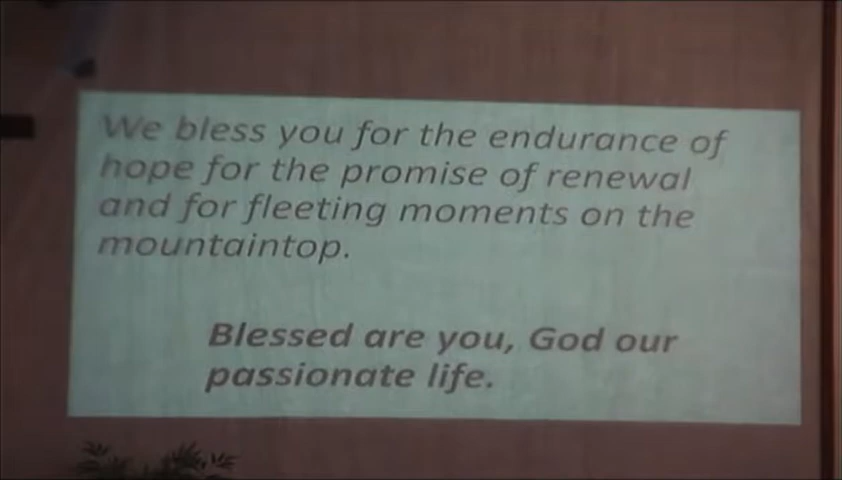 We bless you for the endurance of
hope for the promise of renewal
and for fleeting moments on the
mountaintop.
Blessed are you, God our
passionate life.